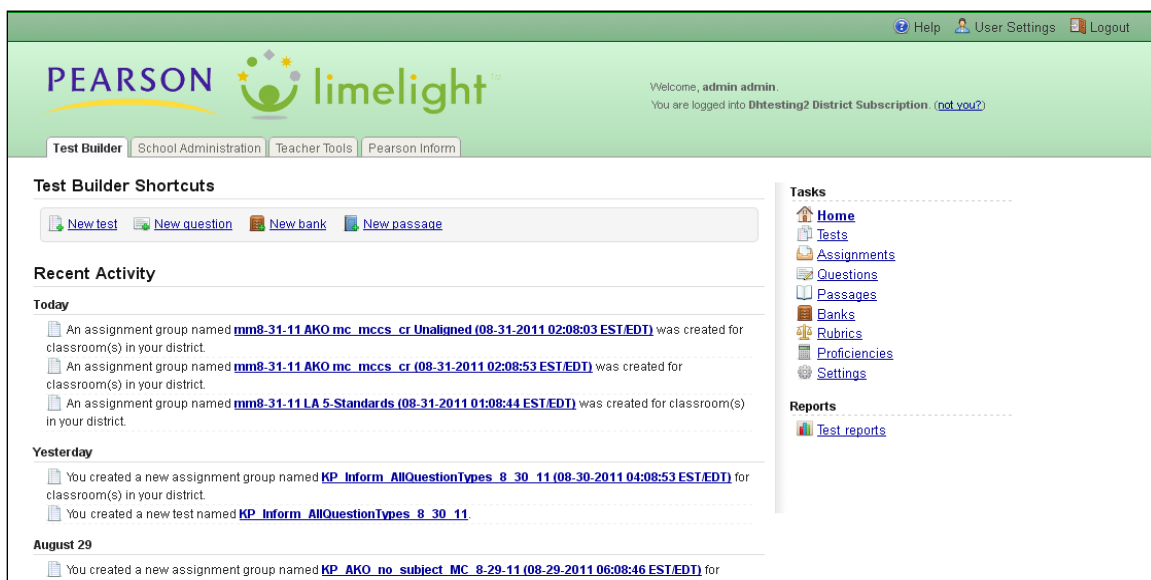 Help User Settings Logout
PEARSON limelight™
Welcome, admin admin.
You are logged into Dhtesting2 District Subscription. (not you?)
Test Builder School Administration Teacher Tools Pearson Inform
Test Builder Shortcuts
New test New question New bank New passage
Recent Activity
Today
An assignment group named mm8-31-11 AKO mc_mccs_cr Unaligned (08-31-2011 02:08:03 EST/EDT) was created for
classroom(s) in your district.
An assignment group named mm8-31-11 AKO mc_mccs_cr (08-31-2011 02:08:53 EST/EDT) was created for
classroom(s) in your district.
An assignment group named mm8-31-11 LA 5-Standards (08-31-2011 01:08:44 EST/EDT) was created for classroom(s)
in your district.
Yesterday
You created a new assignment group named KP_Inform_AllQuestionTypes_8_30_11 (08-30-2011 04:08:53 EST/EDT) for
classroom(s) in your district.
You created a new test named KP_Inform_AllQuestionTypes_8_30_11.
August 29
You created a new assignment group named KP_AKO_no_subject_MC_8-29-11 (08-29-2011 06:08:46 EST/EDT) for
Tasks
Home
Tests
Assignments
Questions
Passages
Banks
Rubrics
Proficiencies
Settings
Reports
Test reports